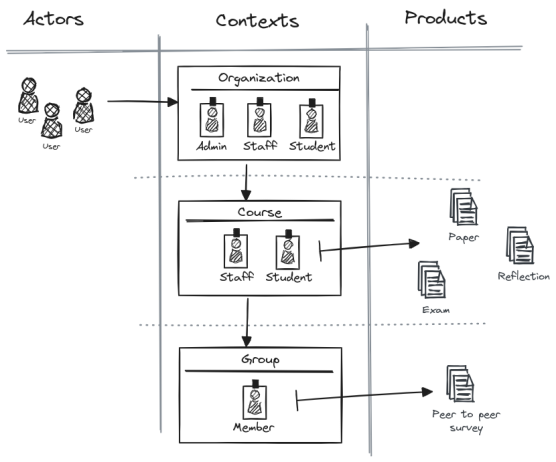 Actors
Contexts
Products
Organization
User
User
User
Admin
Staff
Student
Course
Staff
Student
Paper
Reflection
Exam
Group
Member
Peer to peer
survey